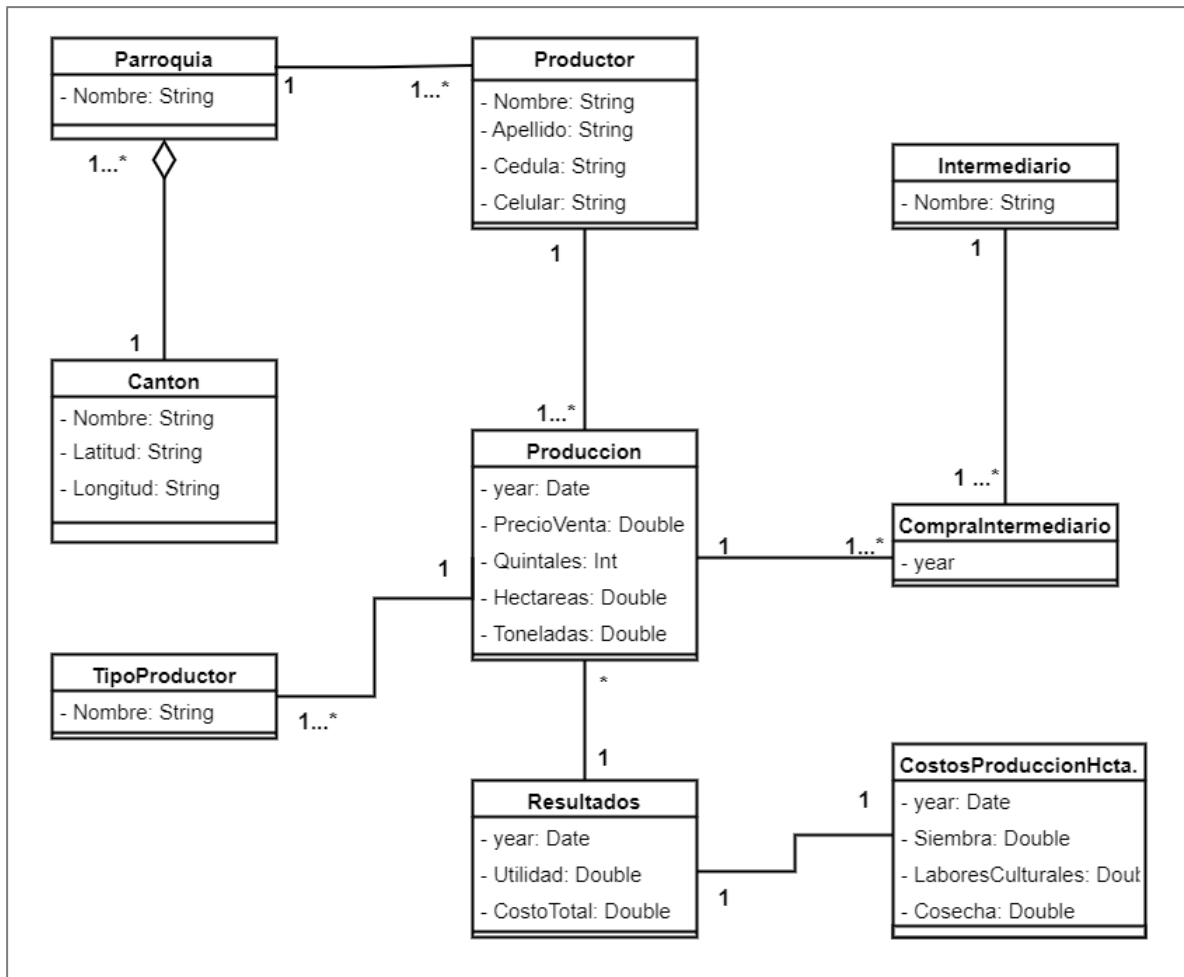 Parroquia
- Nombre: String
1
1...*
Productor
- Nombre: String
- Apellido: String
- Cedula: String
- Celular: String
1...*
1
Intermediario
- Nombre: String
1
1
Canton
- Nombre: String
- Latitud: String
- Longitud: String
1...*
Produccion
- year: Date
- PrecioVenta: Double
- Quintales: Int
- Hectareas: Double
- Toneladas: Double
1 ...*
CompraIntermediario
- year
1
1...*
1
TipoProductor
- Nombre: String
1...*
*
1
Resultados
- year: Date
- Utilidad: Double
- CostoTotal: Double
1
1
CostosProduccionHcta.
- year: Date
- Siembra: Double
- LaboresCulturales: Doub
- Cosecha: Double